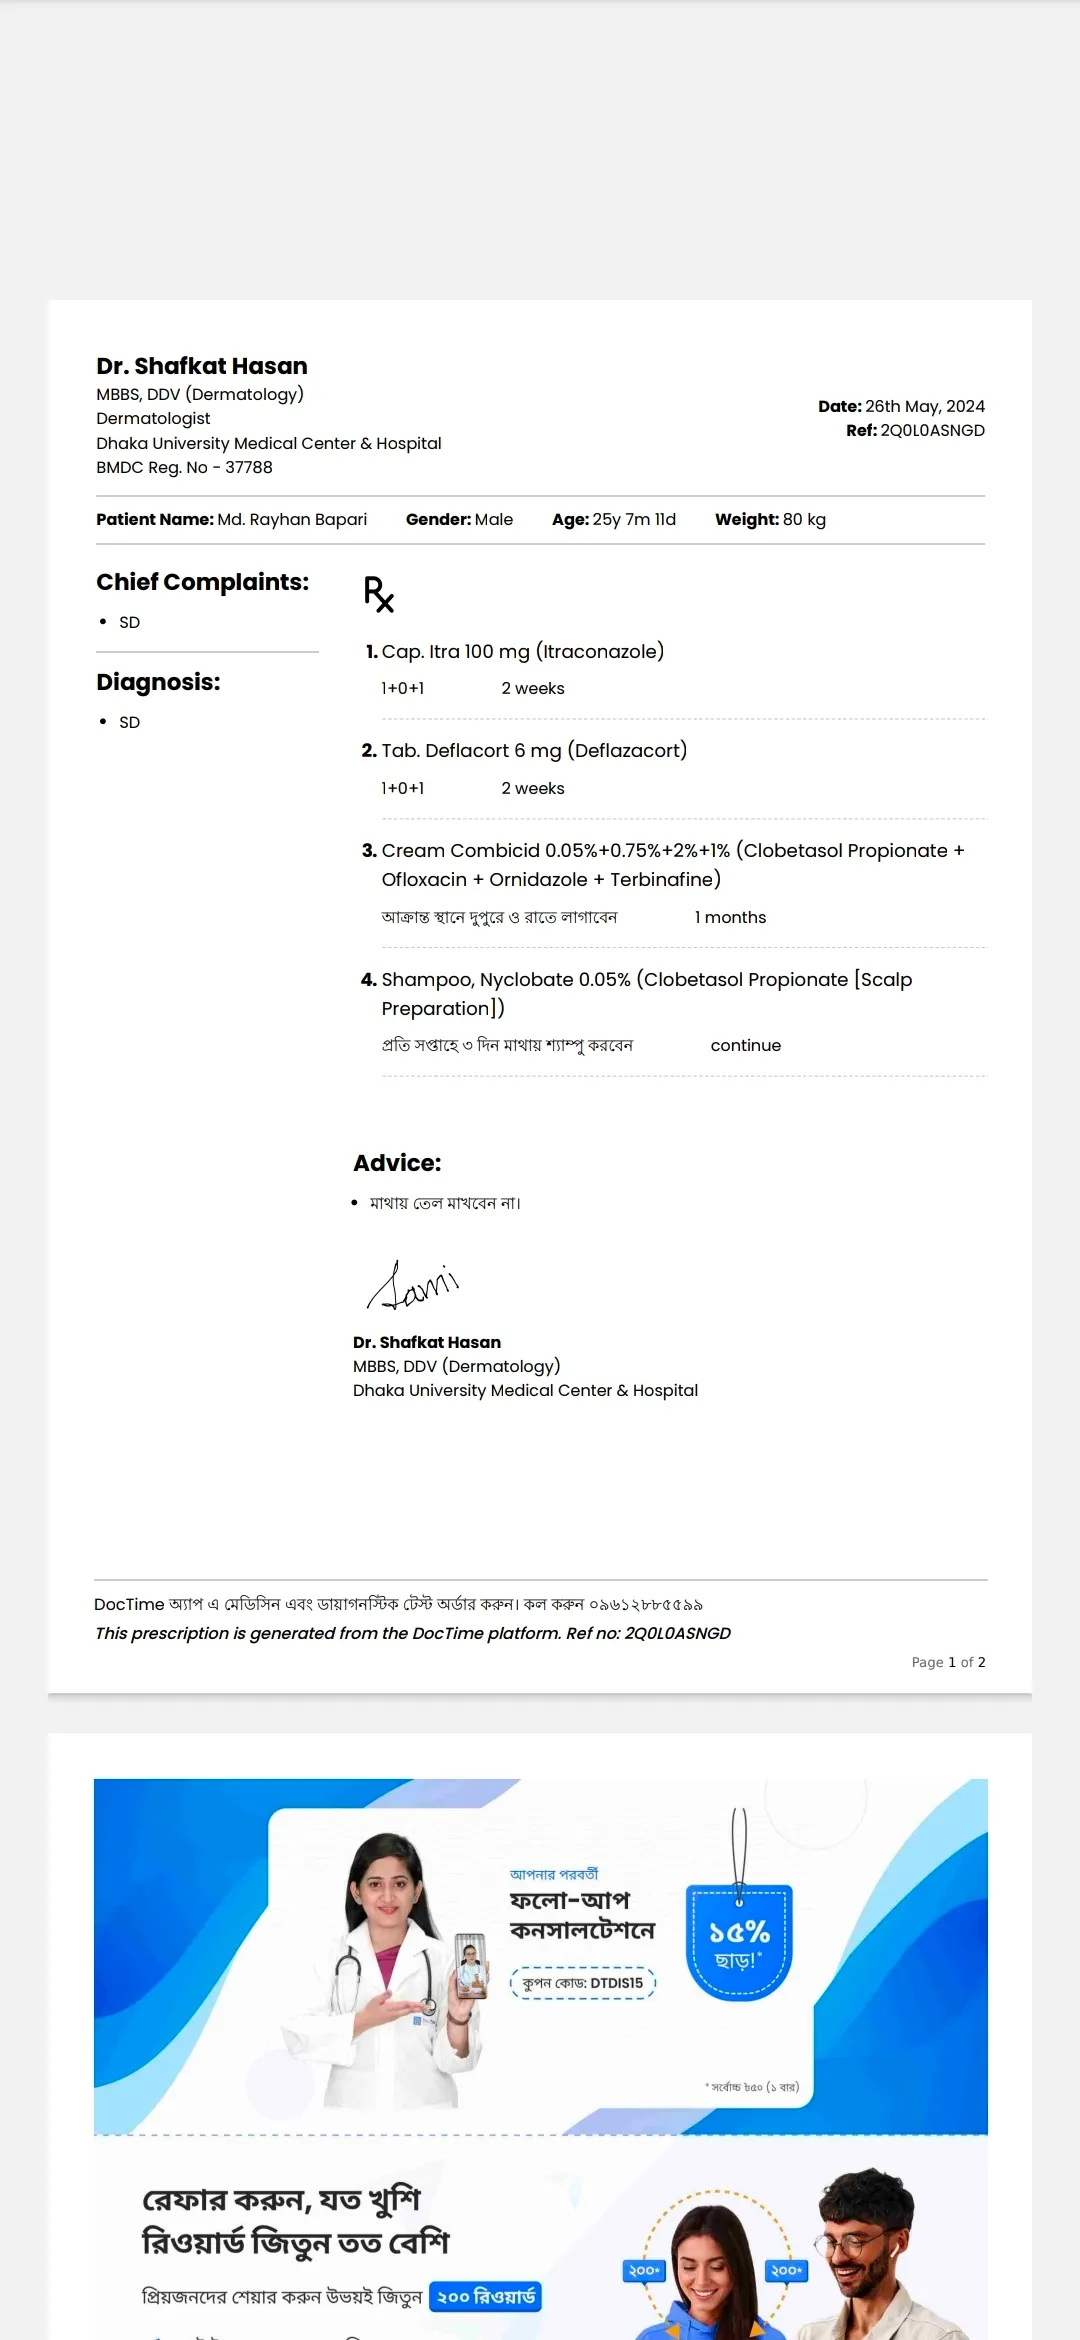 Dr. Shafkat Hasan
MBBS, DDV (Dermatology)
Dermatologist
Dhaka University Medical Center & Hospital
BMDC Reg. No - 37788
Date: 26th May, 2024
Ref: 2Q0L0ASNGD
Patient Name: Md. Rayhan Bapari Gender: Male Age: 25y 7m 11d Weight: 80 kg
Chief Complaints:
• SD
Diagnosis:
• SD
Rx
1. Cap. Itra 100 mg (Itraconazole)
1+0+1 2 weeks
2. Tab. Deflacort 6 mg (Deflazacort)
1+0+1 2 weeks
3. Cream Combicid 0.05%+0.75%+2%+1% (Clobetasol Propionate +
Ofloxacin + Ornidazole + Terbinafine)
আক্রান্ত স্থানে দুপুরে ও রাতে লাগাবেন 1 months
4. Shampoo, Nyclobate 0.05% (Clobetasol Propionate [Scalp
Preparation])
প্রতি সপ্তাহে ৩ দিন মাথায় শ্যাম্পু করবেন continue
Advice:
• মাথায় তেল মাখবেন না।
Sami
Dr. Shafkat Hasan
MBBS, DDV (Dermatology)
Dhaka University Medical Center & Hospital
DocTime অ্যাপ এ মেডিসিন এবং ডায়াগনস্টিক টেস্ট অর্ডার করুন। কল করুন ০৯৬১২৮৮৫৫৯৯
This prescription is generated from the DocTime platform. Ref no: 2Q0L0ASNGD
Page 1 of 2
আপনার পরবর্তী
ফলো-আপ
কনসালটেশনে
কুপন কোড: DTDIS15
১৫%
ছাড়!*
* সর্বোচ্চ ৳৫০ (১ বার)
রেফার করুন, যত খুশি
রিওয়ার্ড জিতুন তত বেশি
প্রিয়জনদের শেয়ার করুন উভয়ই জিতুন ২০০ রিওয়ার্ড
২০০*
২০০*